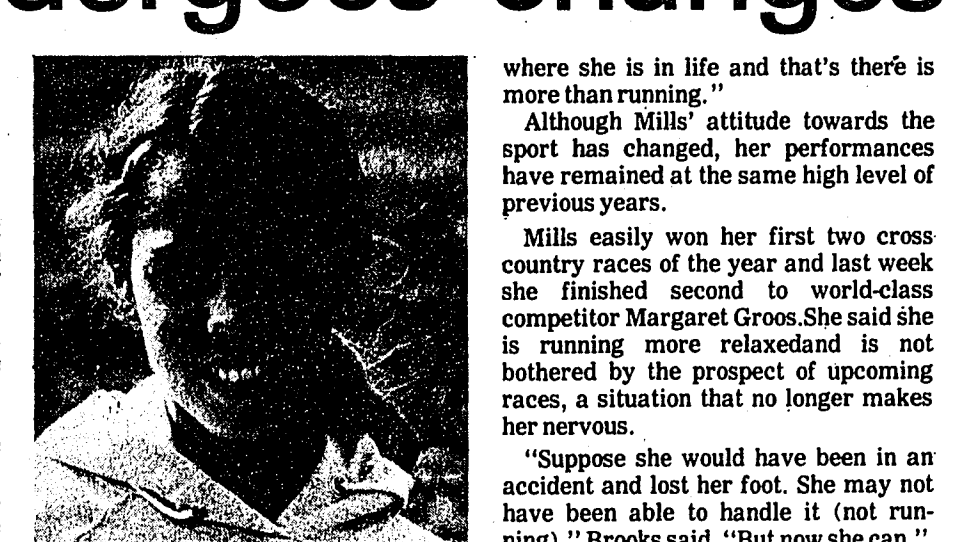 changes
where she is in life and that's there is
more than running."
Although Mills' attitude towards the
sport has changed, her performances
have remained at the same high level of
previous years.
Mills easily won her first two cross
country races of the year and last week
she finished second to world-class
competitor Margaret Groos.She said she
is running more relaxedand is not
bothered by the prospect of upcoming
races, a situation that no longer makes
her nervous.
"Suppose she would have been in an
accident and lost her foot. She may not
have been able to handle it (not run-
ning)," Brooks said. "But now she can."